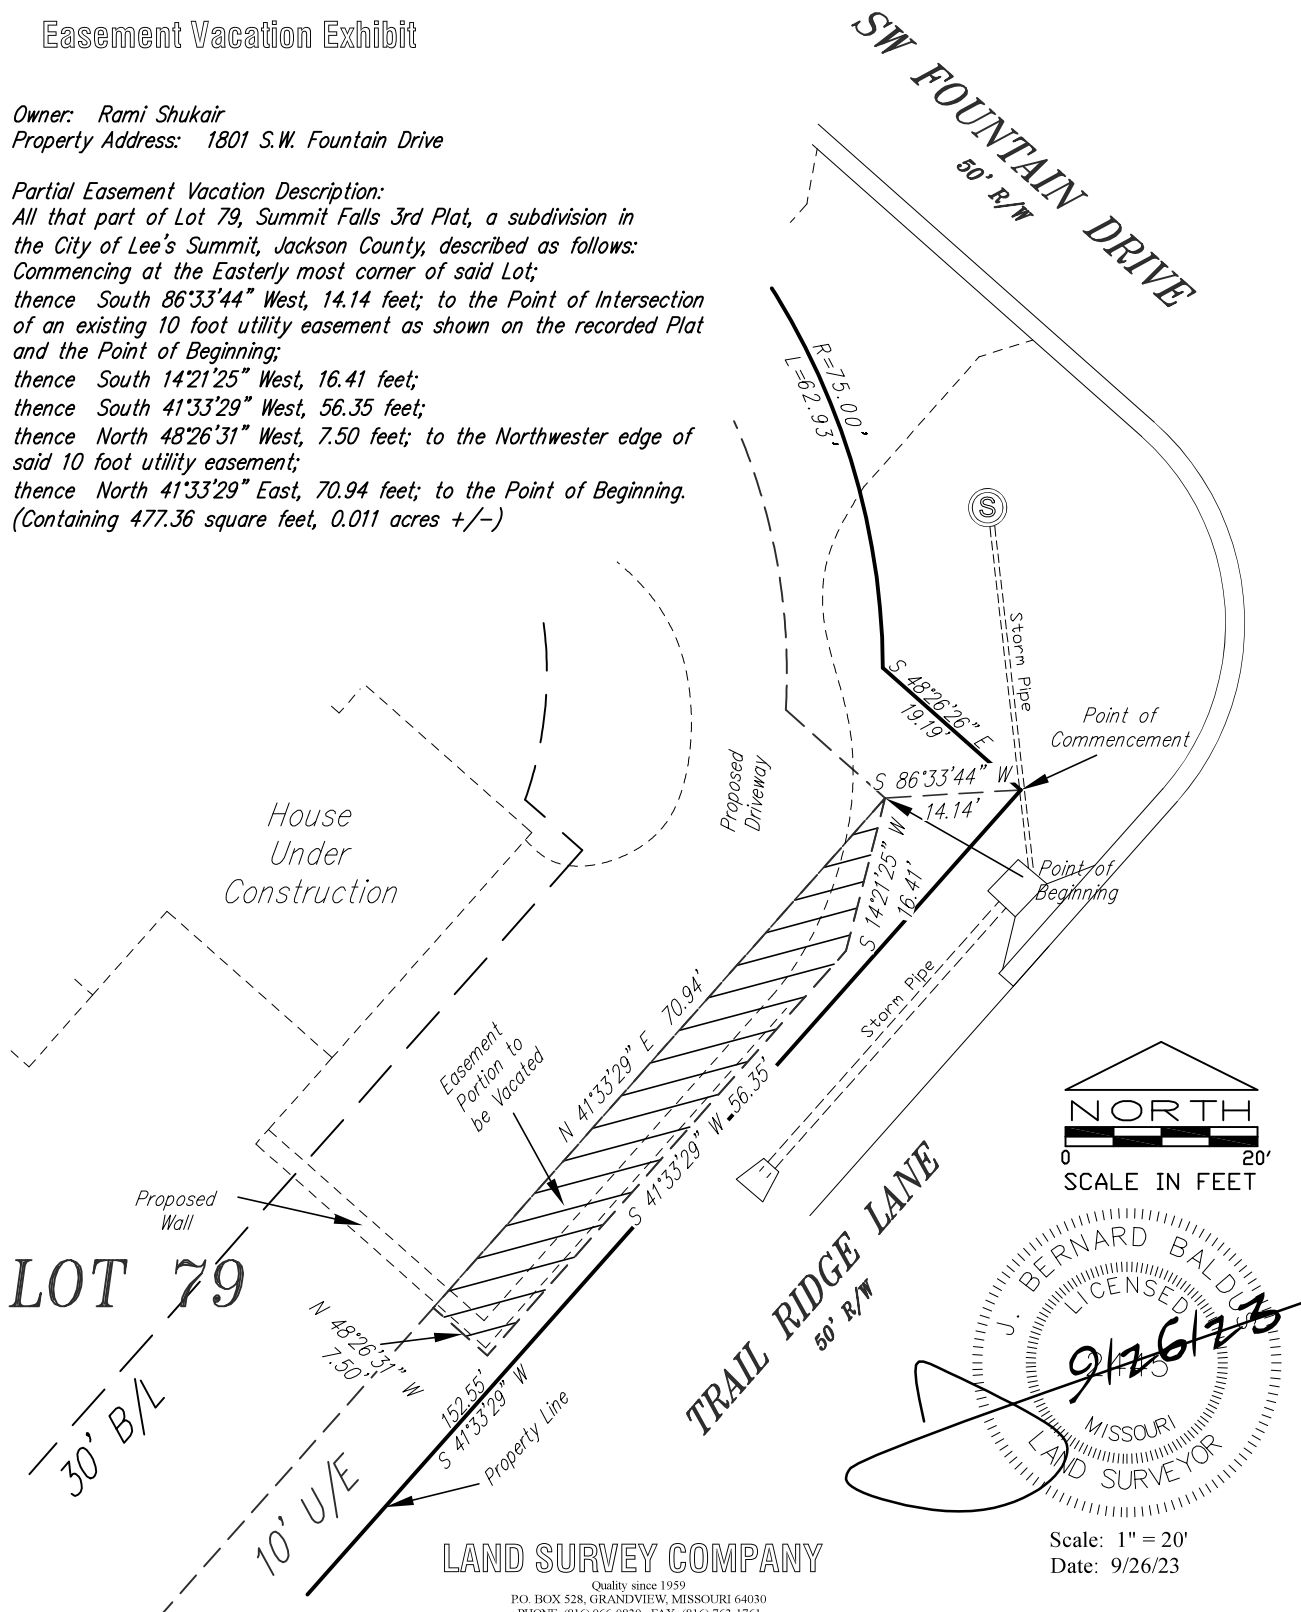 Easement Vacation Exhibit
Owner: Rami Shukair
Property Address: 1801 S.W. Fountain Drive
Partial Easement Vacation Description:
All that part of Lot 79, Summit Falls 3rd Plat, a subdivision in
the City of Lee's Summit, Jackson County, described as follows:
Commencing at the Easterly most corner of said Lot;
thence South 86°33'44" West, 14.14 feet; to the Point of Intersection
of an existing 10 foot utility easement as shown on the recorded Plat
and the Point of Beginning;
thence South 14°21'25" West, 16.41 feet;
thence South 41°33'29" West, 56.35 feet;
thence North 48°26'31" West, 7.50 feet; to the Northwester edge of
said 10 foot utility easement;
thence North 41°33'29" East, 70.94 feet; to the Point of Beginning.
(Containing 477.36 square feet, 0.011 acres +/-)
SW FOUNTAIN DRIVE
50' R/W
R=75.00'
L=62.93'
S
Storm Pipe
S 48°26'26" E
19.19'
Point of
Commencement
S 86°33'44" W
14.14'
Proposed
Driveway
House
Under
Construction
Point of
Beginning
S 14°21'25" W
16.41'
Storm Pipe
N 41°33'29" E 70.94'
Easement
Portion to
be Vacated
S 41°33'29" W 56.35'
NORTH
0 20'
SCALE IN FEET
Proposed
Wall
LOT 79
TRAIL RIDGE LANE
50' R/W
N 48°26'31" W
7.50'
152.55'
S 41°33'29" W
Property Line
30' B/L
10' U/E
J. BERNARD BALDUS
LICENSED
2445
9/26/23
MISSOURI
LAND SURVEYOR
Scale: 1" = 20'
Date: 9/26/23
LAND SURVEY COMPANY
Quality since 1959
P.O. BOX 528, GRANDVIEW, MISSOURI 64030